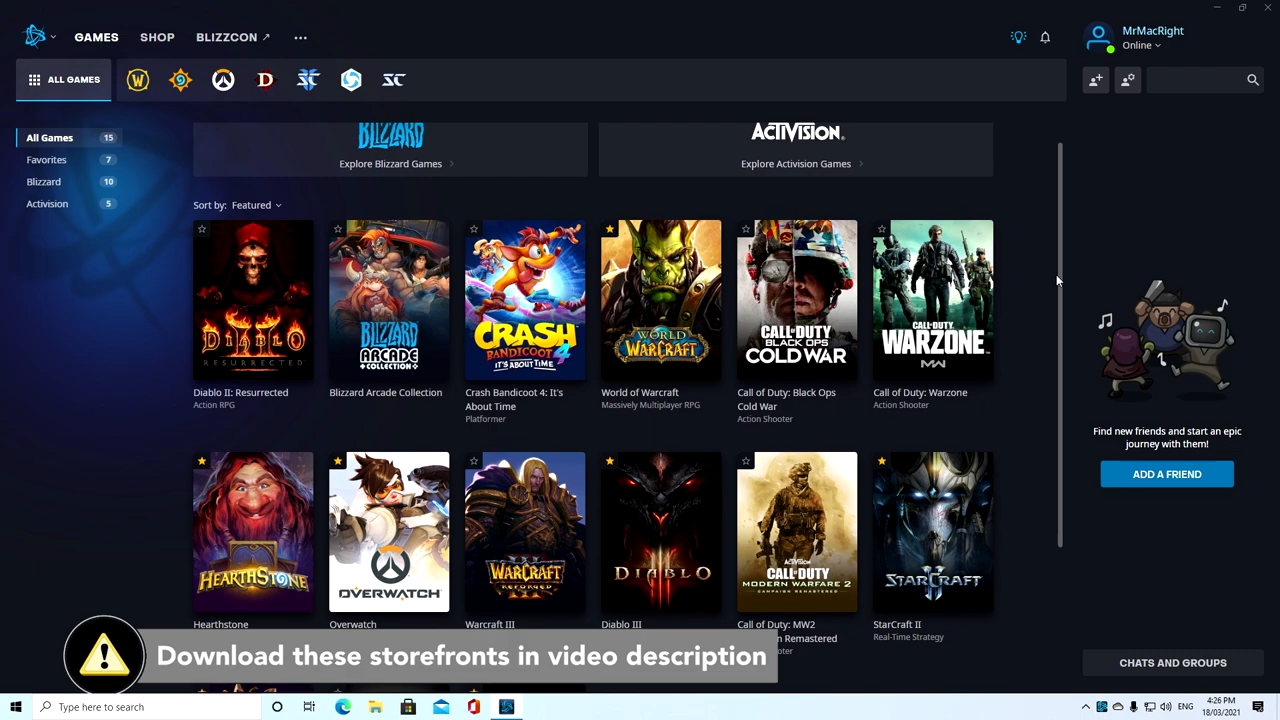 GAMES
SHOP
BLIZZCON ↗
MrMacRight
Online
ALL GAMES
All Games 15
Favorites 7
Blizzard 10
Activision 5
BLIZZARD
Explore Blizzard Games
ACTIVISION
Explore Activision Games
Sort by: Featured
DIABLO II
RESURRECTED
BLIZZARD
ARCADE
COLLECTION
CRASH
BANDICOOT 4
IT'S ABOUT TIME
WORLD OF WARCRAFT
CALL OF DUTY
BLACK OPS
COLD WAR
CALL OF DUTY
WARZONE
MW
Diablo II: Resurrected
Action RPG
Blizzard Arcade Collection
Crash Bandicoot 4: It's
About Time
Platformer
World of Warcraft
Massively Multiplayer RPG
Call of Duty: Black Ops
Cold War
Action Shooter
Call of Duty: Warzone
Action Shooter
HEARTHSTONE
OVERWATCH
WARCRAFT III
REFORGED
DIABLO III
ACTIVISION
CALL OF DUTY
MODERN WARFARE 2
CAMPAIGN REMASTERED
STARCRAFT II
Hearthstone
Overwatch
Warcraft III
Diablo III
Call of Duty: MW2
n Remastered
oter
StarCraft II
Real-Time Strategy
Find new friends and start an epic
journey with them!
ADD A FRIEND
CHATS AND GROUPS
Download these storefronts in video description
Type here to search
ENG
4:26 PM
18/03/2021